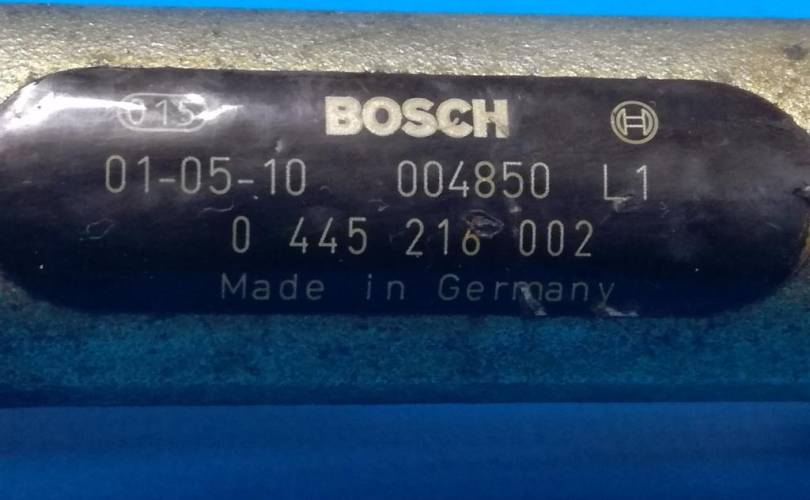 015 BOSCH
01-05-10 004850 L1
0 445 216 002
Made in Germany